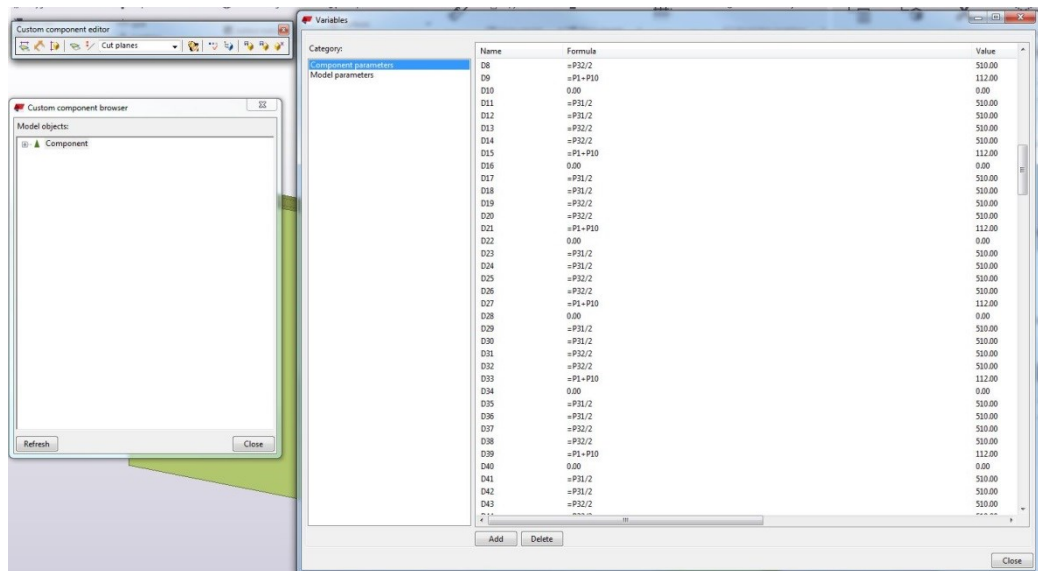 Custom component editor
Cut planes
Custom component browser
Model objects:
Component
Refresh
Close
Variables
Category:
Component parameters
Model parameters
Name Formula Value
D8 =P32/2 510.00
D9 =P1+P10 112.00
D10 0.00 0.00
D11 =P31/2 510.00
D12 =P31/2 510.00
D13 =P32/2 510.00
D14 =P32/2 510.00
D15 =P1+P10 112.00
D16 0.00 0.00
D17 =P31/2 510.00
D18 =P31/2 510.00
D19 =P32/2 510.00
D20 =P32/2 510.00
D21 =P1+P10 112.00
D22 0.00 0.00
D23 =P31/2 510.00
D24 =P31/2 510.00
D25 =P32/2 510.00
D26 =P32/2 510.00
D27 =P1+P10 112.00
D28 0.00 0.00
D29 =P31/2 510.00
D30 =P31/2 510.00
D31 =P32/2 510.00
D32 =P32/2 510.00
D33 =P1+P10 112.00
D34 0.00 0.00
D35 =P31/2 510.00
D36 =P31/2 510.00
D37 =P32/2 510.00
D38 =P32/2 510.00
D39 =P1+P10 112.00
D40 0.00 0.00
D41 =P31/2 510.00
D42 =P31/2 510.00
D43 =P32/2 510.00
Add Delete
Close